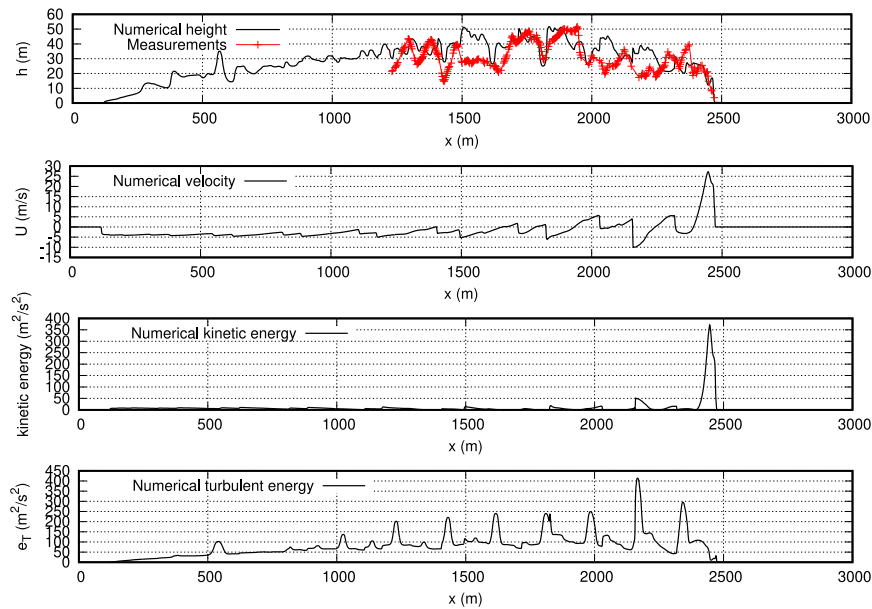 60
50
40
30
20
10
0
h (m)
Numerical height
Measurements
0 500 1000 1500 2000 2500 3000
x (m)
30
25
20
15
10
5
0
-5
-10
-15
U (m/s)
Numerical velocity
0 500 1000 1500 2000 2500 3000
x (m)
400
350
300
250
200
150
100
50
0
kinetic energy (m²/s²)
Numerical kinetic energy
0 500 1000 1500 2000 2500 3000
x (m)
450
400
350
300
250
200
150
100
50
0
e_T (m²/s²)
Numerical turbulent energy
0 500 1000 1500 2000 2500 3000
x (m)